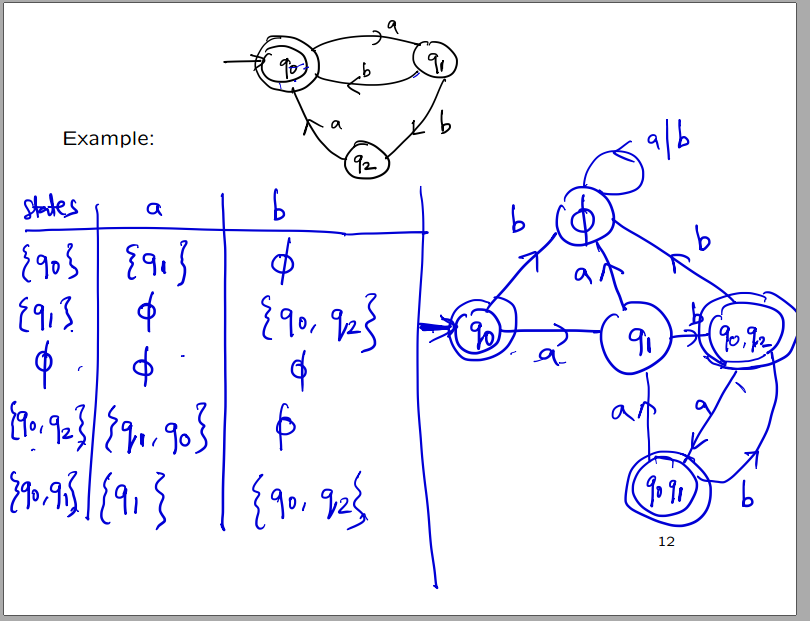 a
q0 q1
b
a b
q2
Example:
states a b
{q0} {q1} ϕ
{q1} ϕ {q0, q2}
ϕ ϕ ϕ
{q0, q2} {q1, q0} ϕ
{q0, q1} {q1} {q0, q2}
a|b
b ϕ b
a
q0 a q1 b q0, q2
a a
q0 q1 b
12